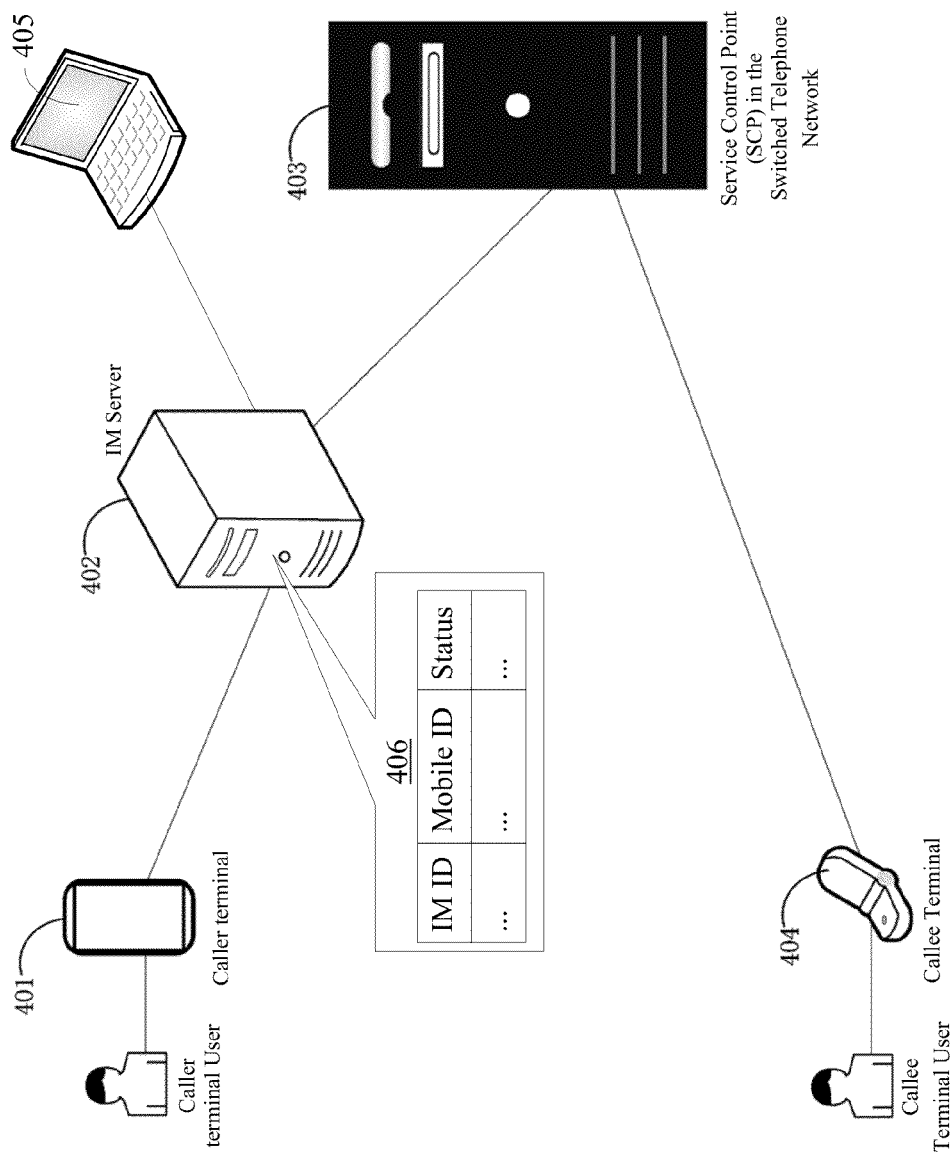 401
Caller terminal User
Caller terminal
402
IM Server
405
406
IM ID
Mobile ID
Status
...
...
...
403
Service Control Point
(SCP) in the
Switched Telephone
Network
404
Callee
Terminal User
Callee Terminal